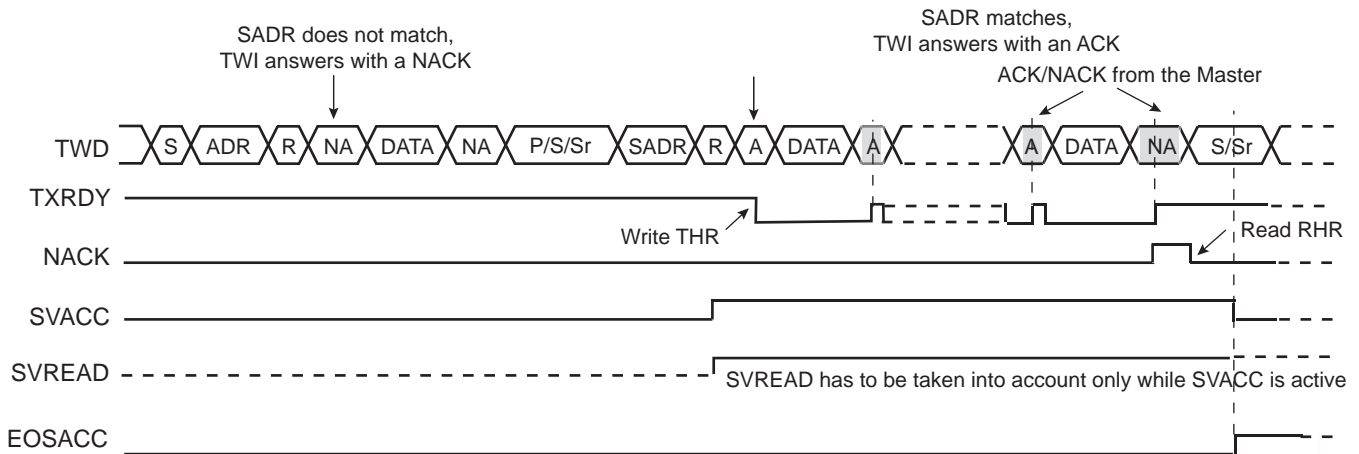 SADR does not match,
TWI answers with a NACK
SADR matches,
TWI answers with an ACK
ACK/NACK from the Master
TWD
S ADR R NA DATA NA P/S/Sr SADR R A DATA A A DATA NA S/Sr
TXRDY
Write THR
Read RHR
NACK
SVACC
SVREAD
SVREAD has to be taken into account only while SVACC is active
EOSACC